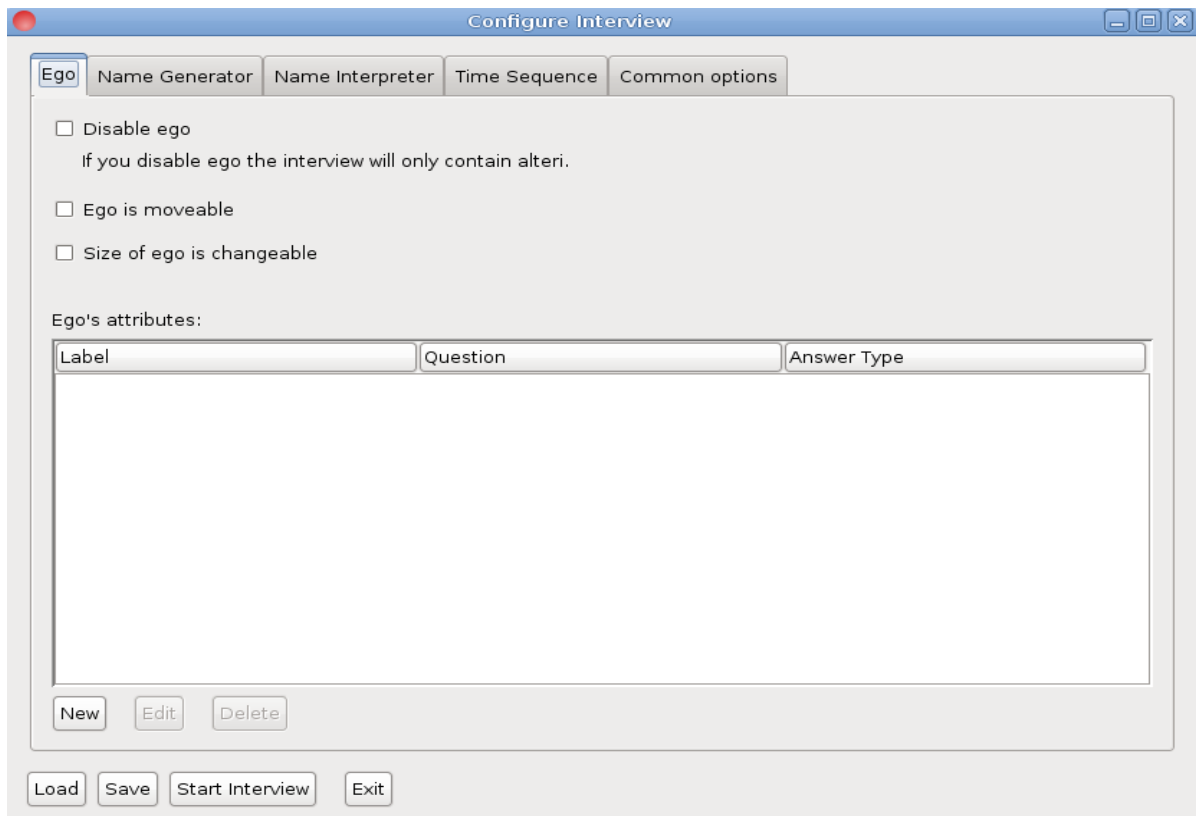 Configure Interview
Ego Name Generator Name Interpreter Time Sequence Common options
Disable ego
If you disable ego the interview will only contain alteri.
Ego is moveable
Size of ego is changeable
Ego's attributes:
Label Question Answer Type
New Edit Delete
Load Save Start Interview Exit